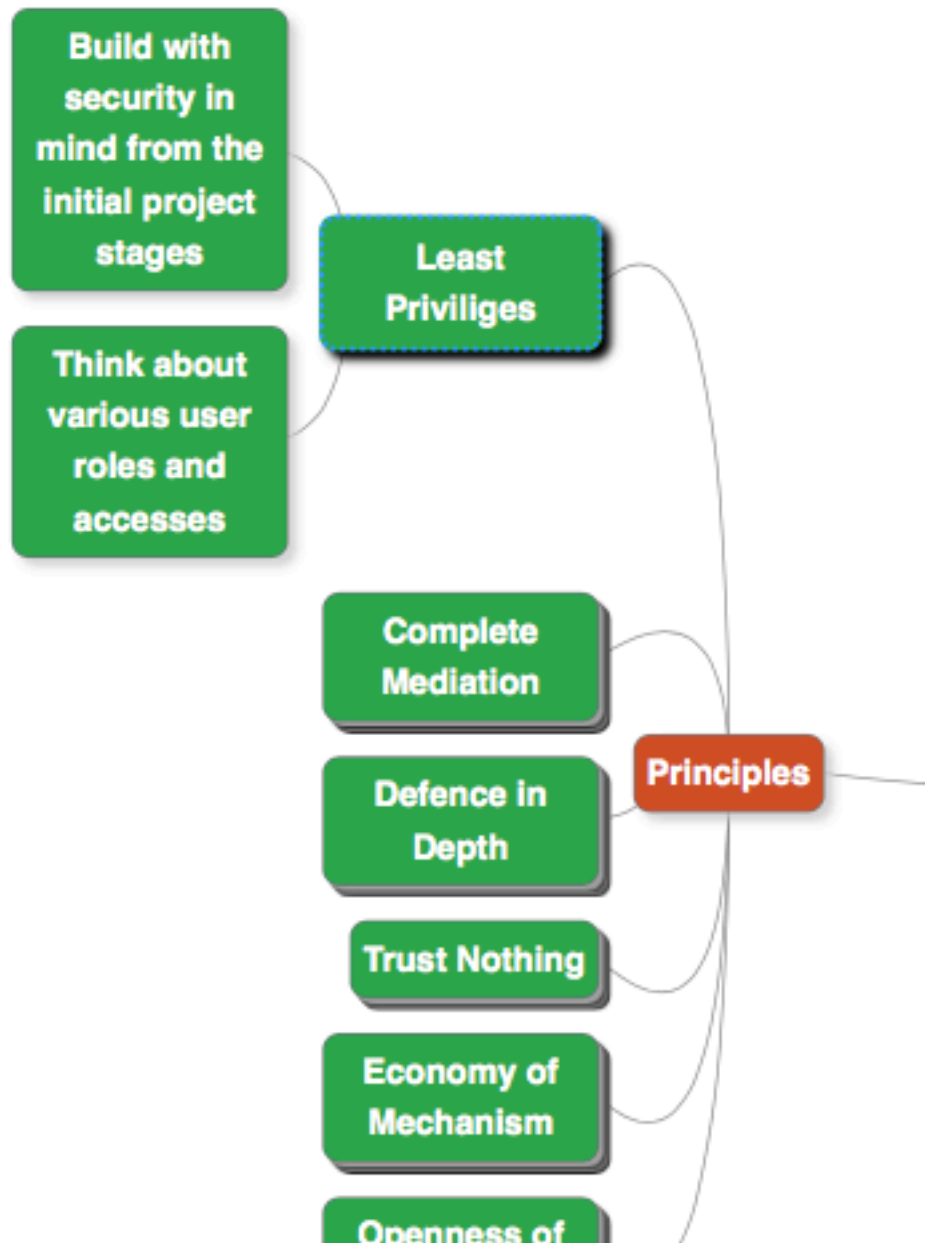 Build with
security in
mind from the
initial project
stages
Least
Priviliges
Think about
various user
roles and
accesses
Complete
Mediation
Principles
Defence in
Depth
Trust Nothing
Economy of
Mechanism
Openness of